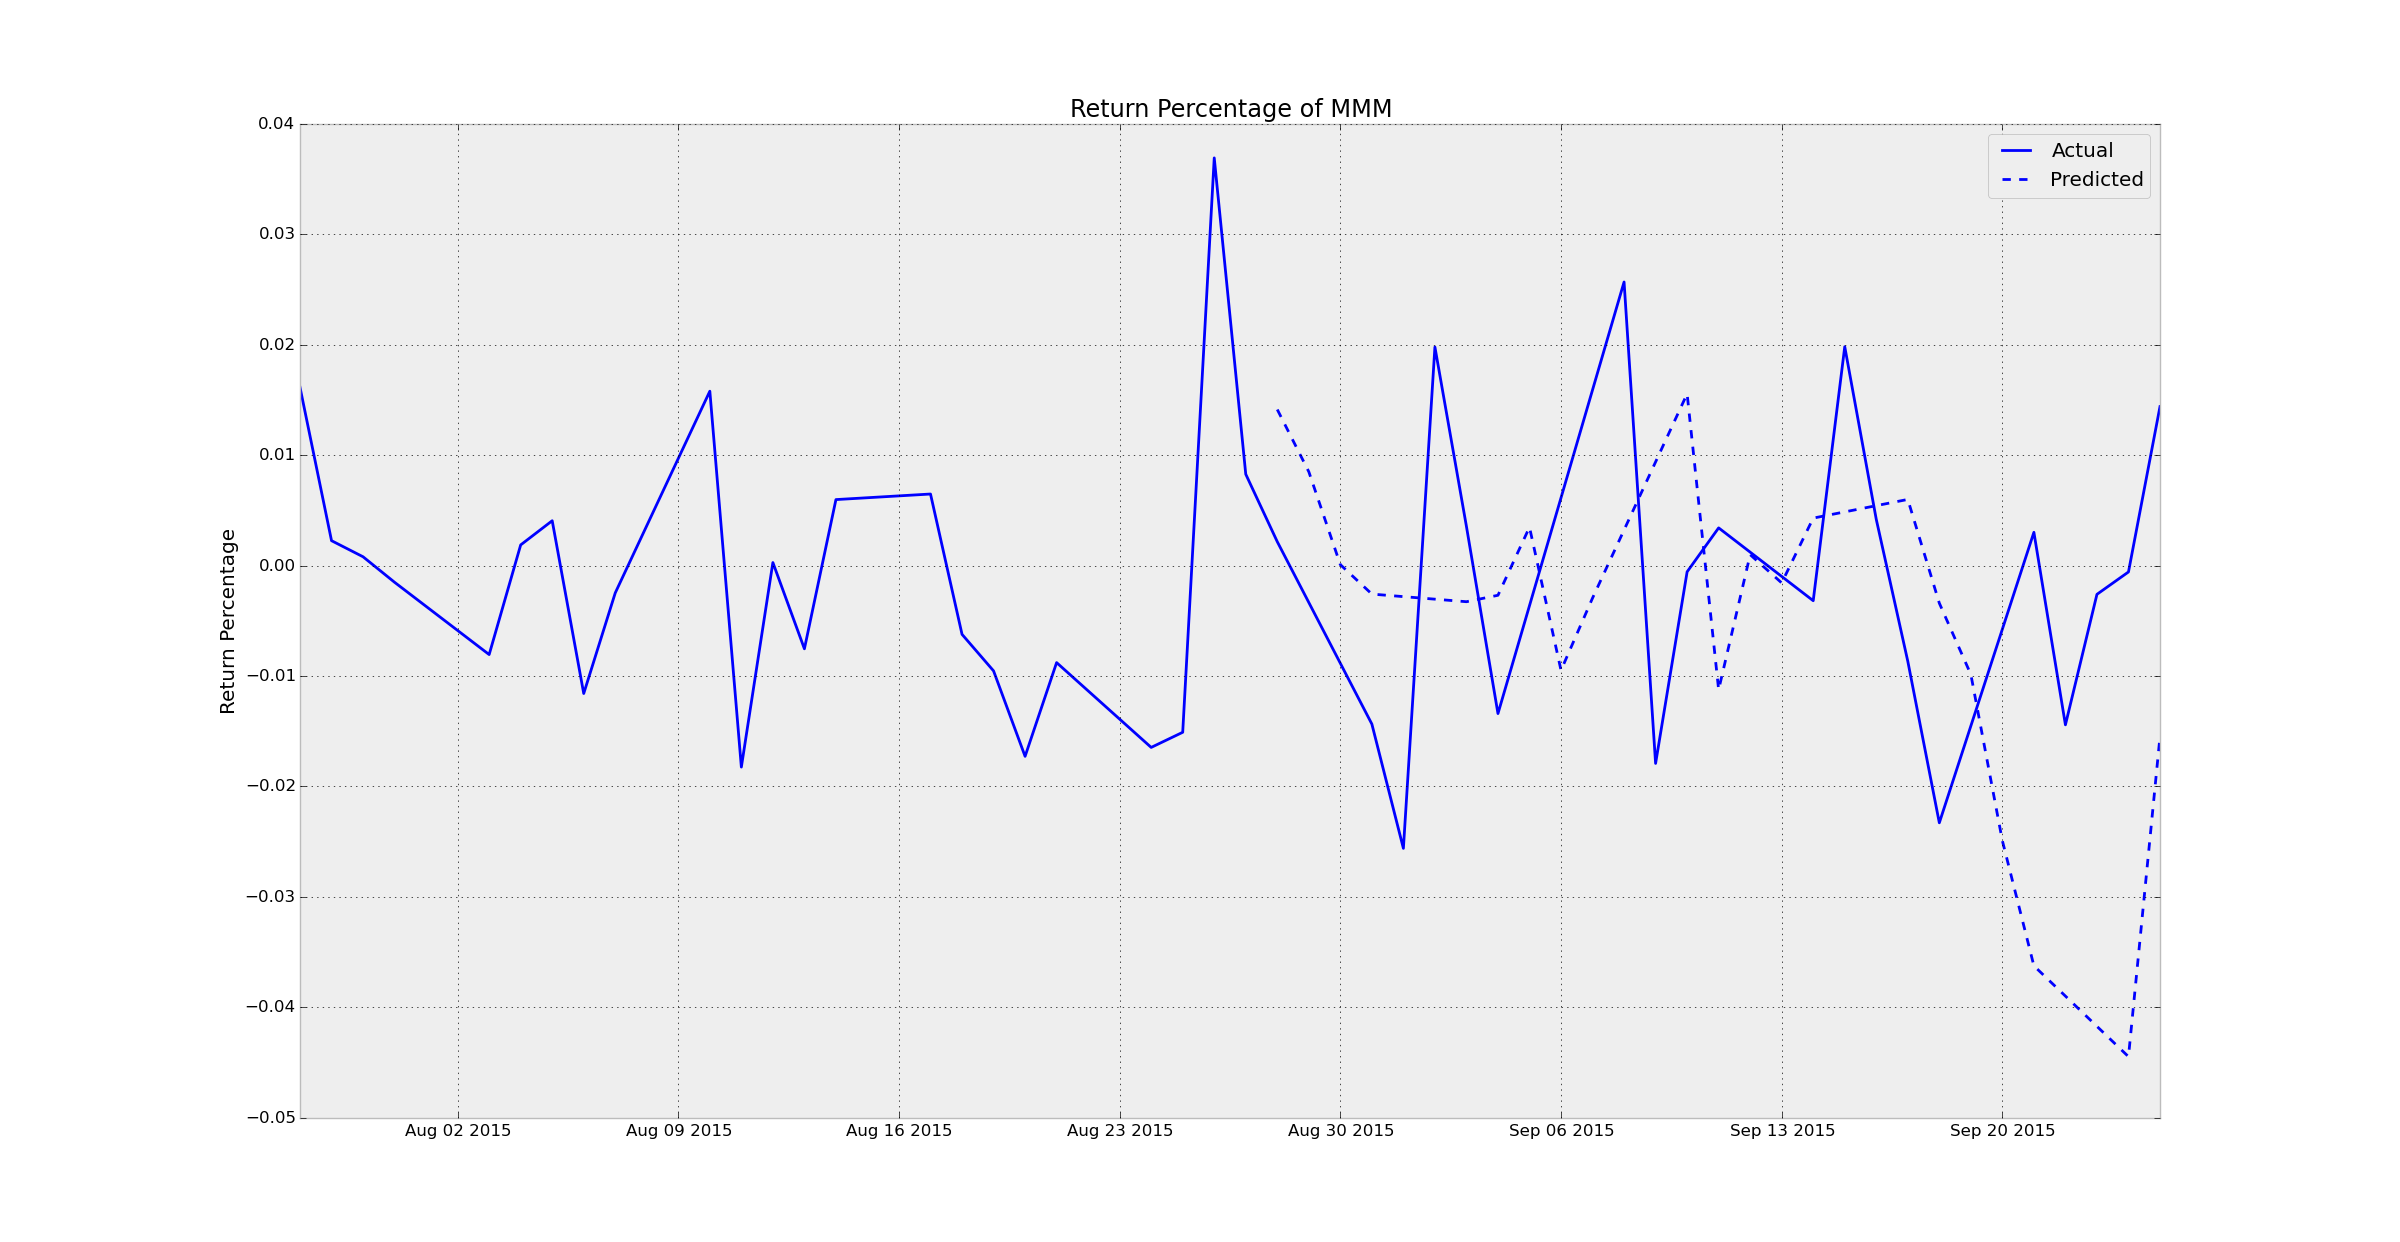 Return Percentage of MMM
Actual
Predicted
Return Percentage
0.04
0.03
0.02
0.01
0.00
−0.01
−0.02
−0.03
−0.04
−0.05
Aug 02 2015
Aug 09 2015
Aug 16 2015
Aug 23 2015
Aug 30 2015
Sep 06 2015
Sep 13 2015
Sep 20 2015